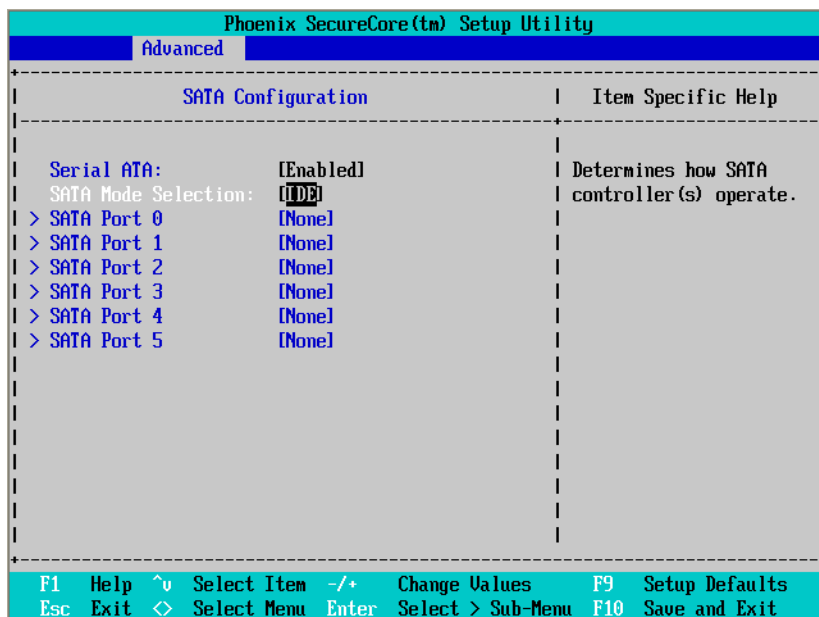 Phoenix SecureCore(tm) Setup Utility
Advanced
SATA Configuration
Item Specific Help
Serial ATA: [Enabled]
SATA Mode Selection: [IDE]
> SATA Port 0 [None]
> SATA Port 1 [None]
> SATA Port 2 [None]
> SATA Port 3 [None]
> SATA Port 4 [None]
> SATA Port 5 [None]
Determines how SATA
controller(s) operate.
F1 Help ^v Select Item -/+ Change Values F9 Setup Defaults
Esc Exit <> Select Menu Enter Select > Sub-Menu F10 Save and Exit